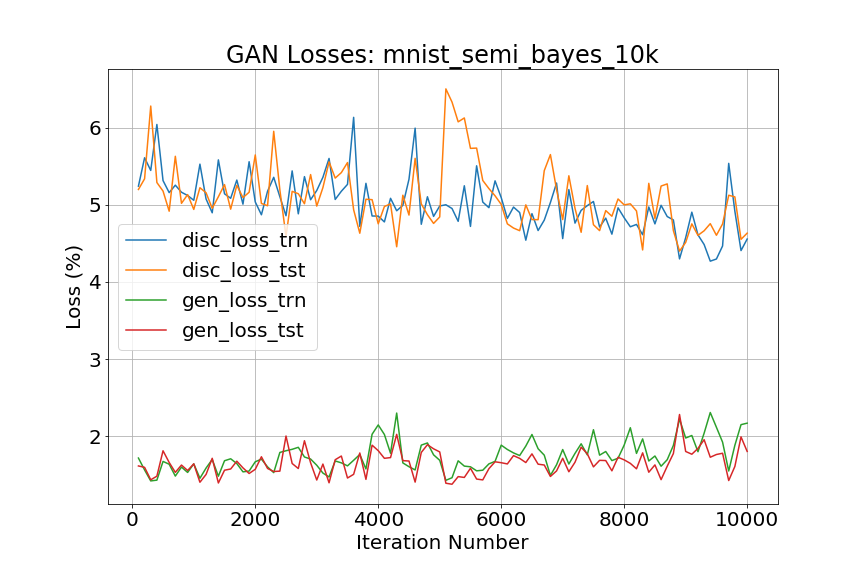 GAN Losses: mnist_semi_bayes_10k
Loss (%)
6
5
4
3
2
disc_loss_trn
disc_loss_tst
gen_loss_trn
gen_loss_tst
0 2000 4000 6000 8000 10000
Iteration Number